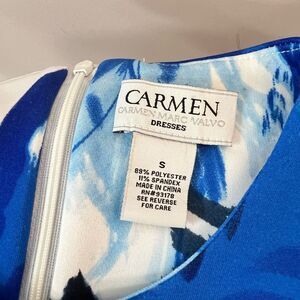 CARMEN
CARMEN MARC VALVO
DRESSES
S
89% POLYESTER
11% SPANDEX
MADE IN CHINA
RN#93178
SEE REVERSE
FOR CARE